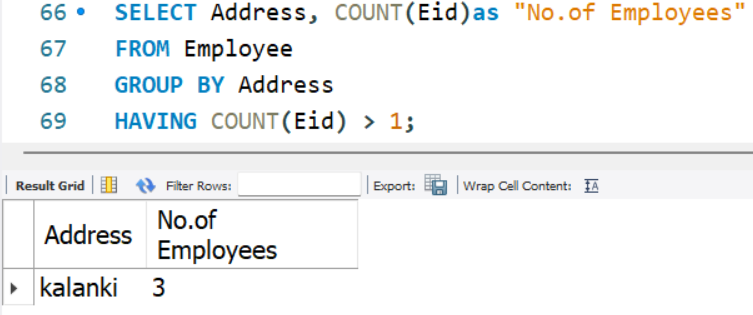 66 SELECT Address, COUNT(Eid)as "No.of Employees"
67 FROM Employee
68 GROUP BY Address
69 HAVING COUNT(Eid) > 1;
Result Grid Filter Rows: Export: Wrap Cell Content: IA
Address No.of
Employees
kalanki 3